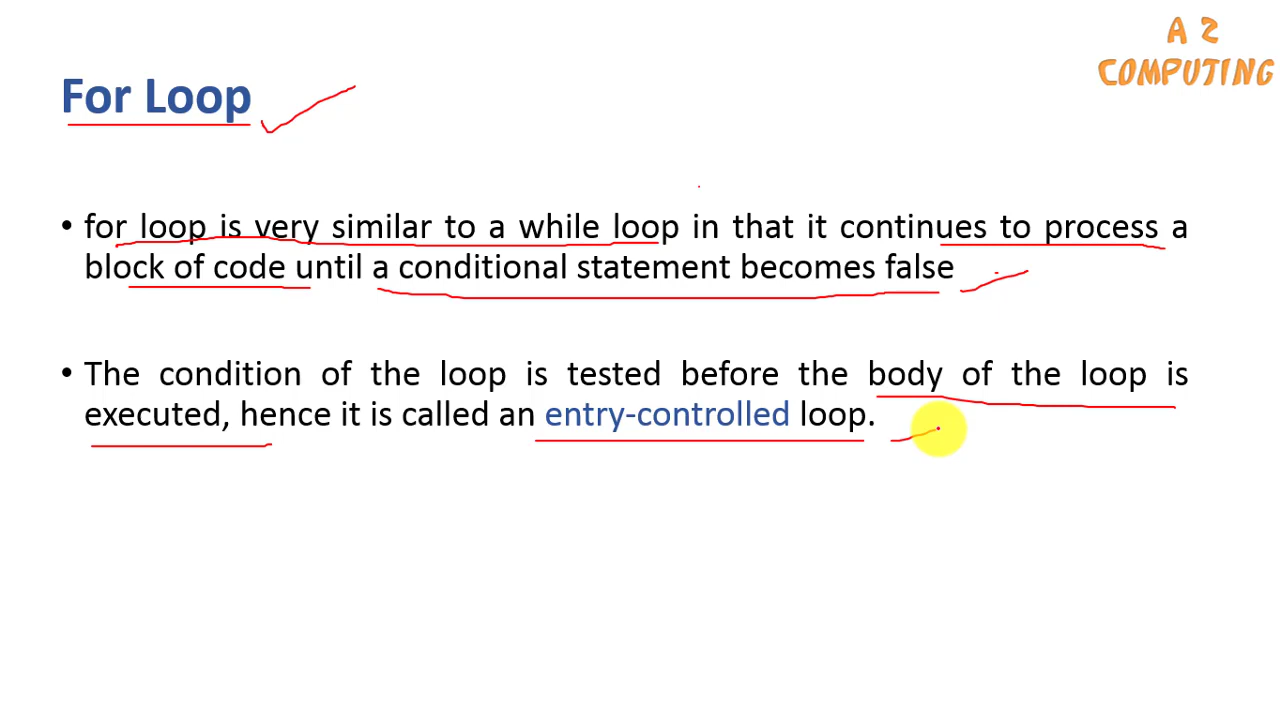 A 2
COMPUTING
For Loop
• for loop is very similar to a while loop in that it continues to process a
block of code until a conditional statement becomes false
• The condition of the loop is tested before the body of the loop is
executed, hence it is called an entry-controlled loop.